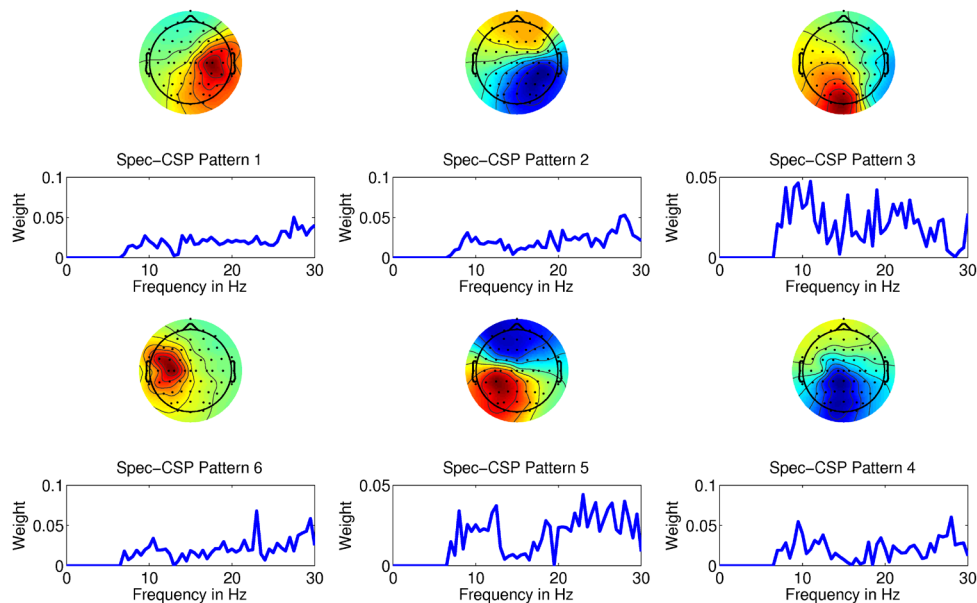 Spec-CSP Pattern 1
Spec-CSP Pattern 2
Spec-CSP Pattern 3
0.1
0.05
0
Weight
0 10 20 30
Frequency in Hz
0.1
0.05
0
Weight
0 10 20 30
Frequency in Hz
0.05
0
Weight
0 10 20 30
Frequency in Hz
Spec-CSP Pattern 6
Spec-CSP Pattern 5
Spec-CSP Pattern 4
0.1
0.05
0
Weight
0 10 20 30
Frequency in Hz
0.05
0
Weight
0 10 20 30
Frequency in Hz
0.1
0.05
0
Weight
0 10 20 30
Frequency in Hz